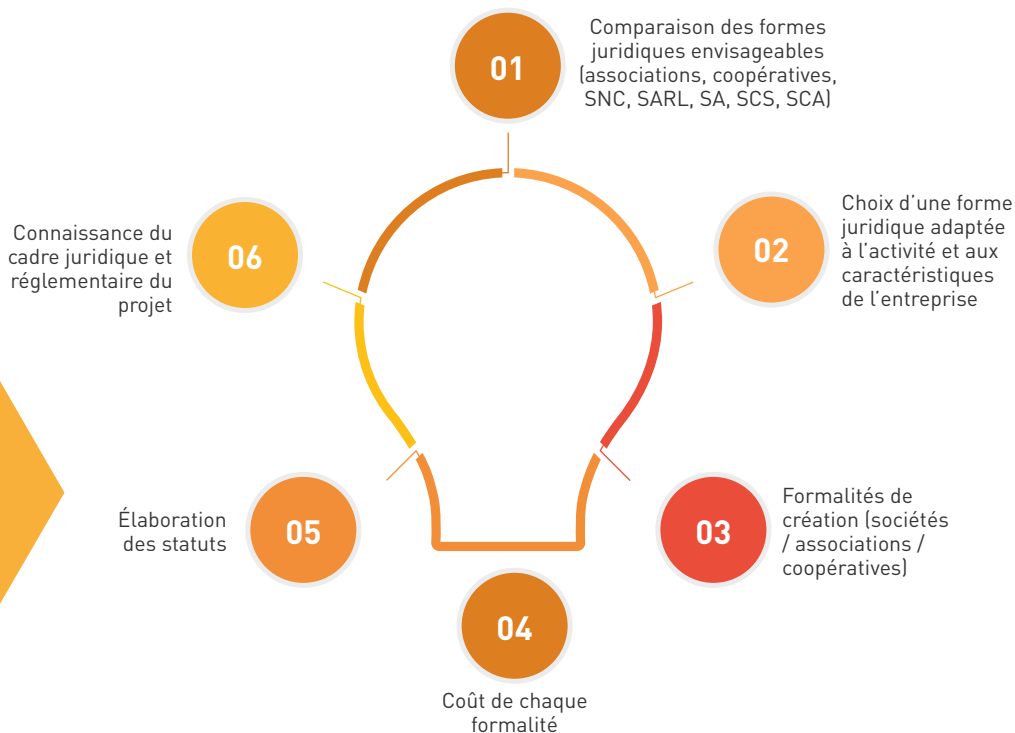 01
Comparaison des formes
juridiques envisageables
(associations, coopératives,
SNC, SARL, SA, SCS, SCA)
02
Choix d’une forme
juridique adaptée
à l’activité et aux
caractéristiques
de l’entreprise
03
Formalités de
création (sociétés
/ associations /
coopératives)
04
Coût de chaque
formalité
05
Élaboration
des statuts
06
Connaissance du
cadre juridique et
réglementaire du
projet